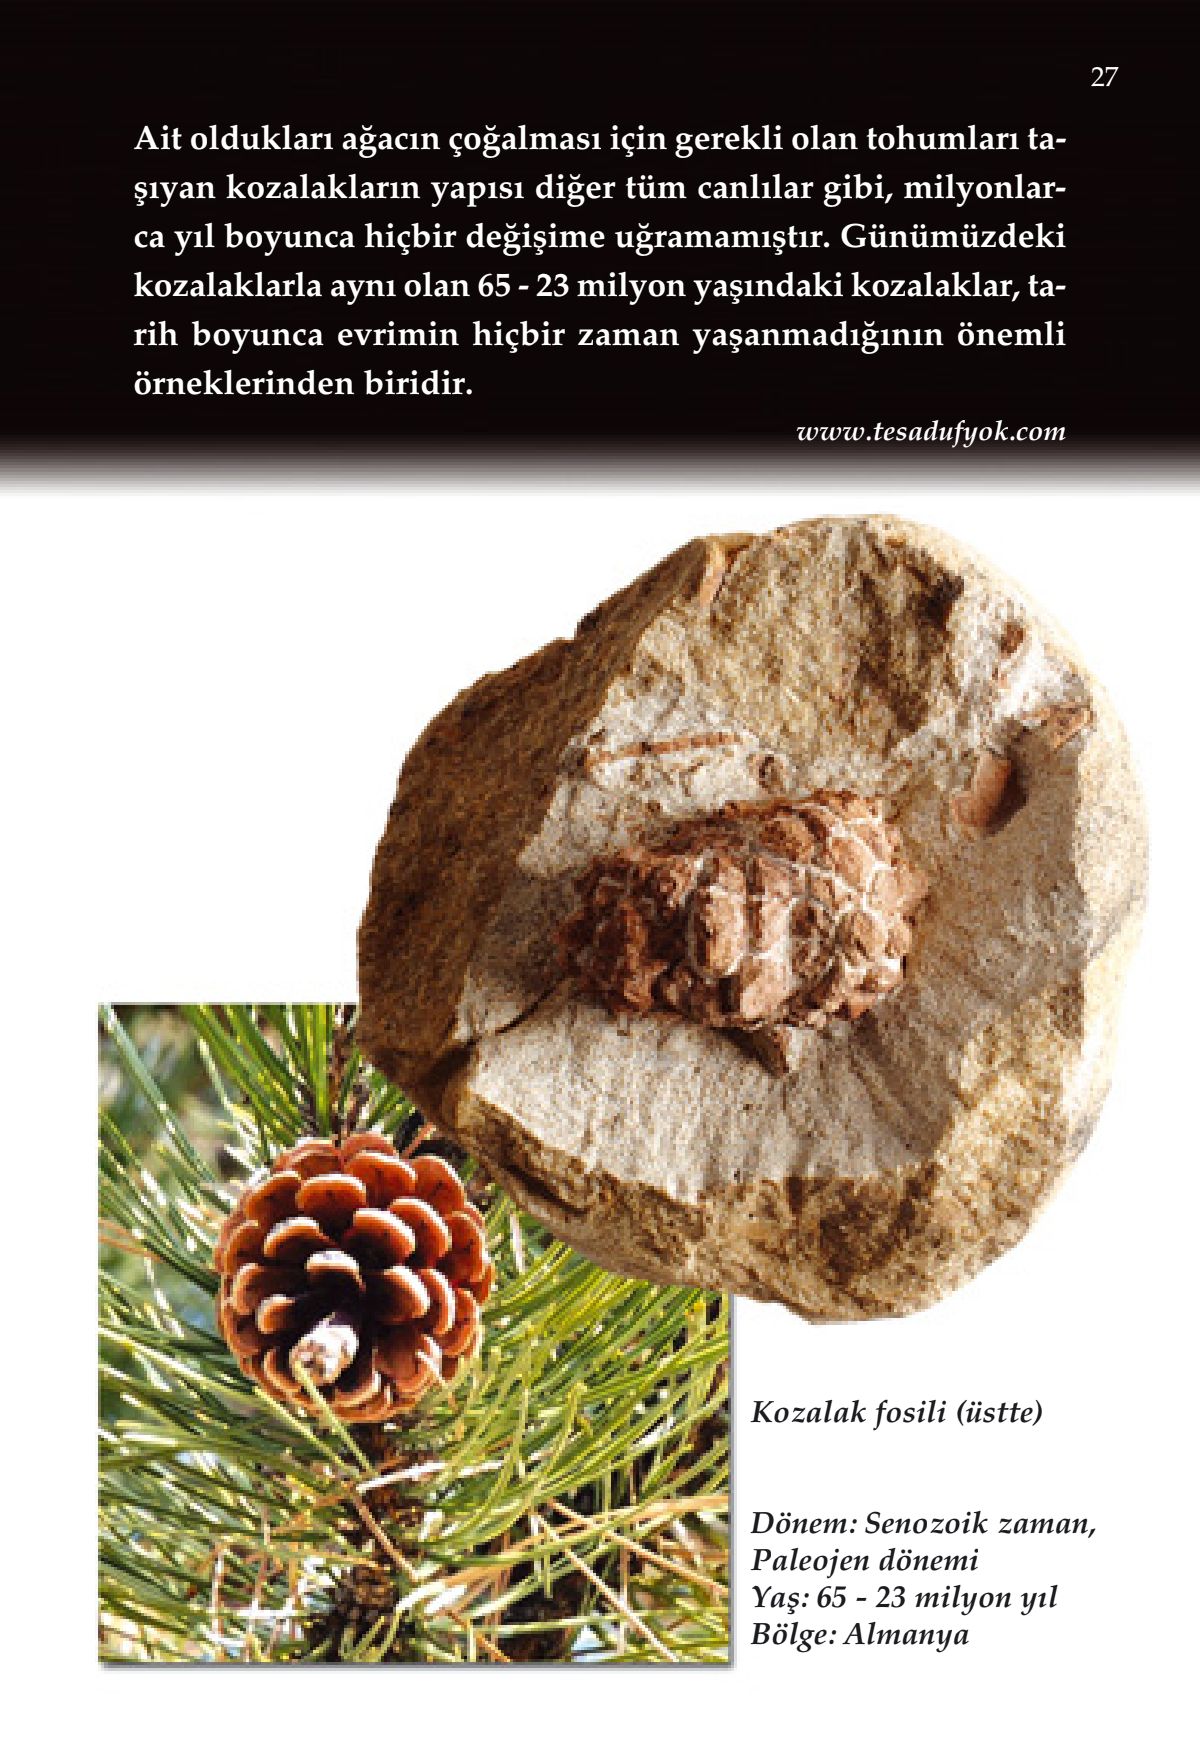 27
Ait oldukları ağacın çoğalması için gerekli olan tohumları ta-
şıyan kozalakların yapısı diğer tüm canlılar gibi, milyonlar-
ca yıl boyunca hiçbir değişime uğramamıştır. Günümüzdeki
kozalaklarla aynı olan 65 - 23 milyon yaşındaki kozalaklar, ta-
rih boyunca evrimin hiçbir zaman yaşanmadığının önemli
örneklerinden biridir.
www.tesadufyok.com
Kozalak fosili (üstte)
Dönem: Senozoik zaman,
Paleojen dönemi
Yaş: 65 - 23 milyon yıl
Bölge: Almanya